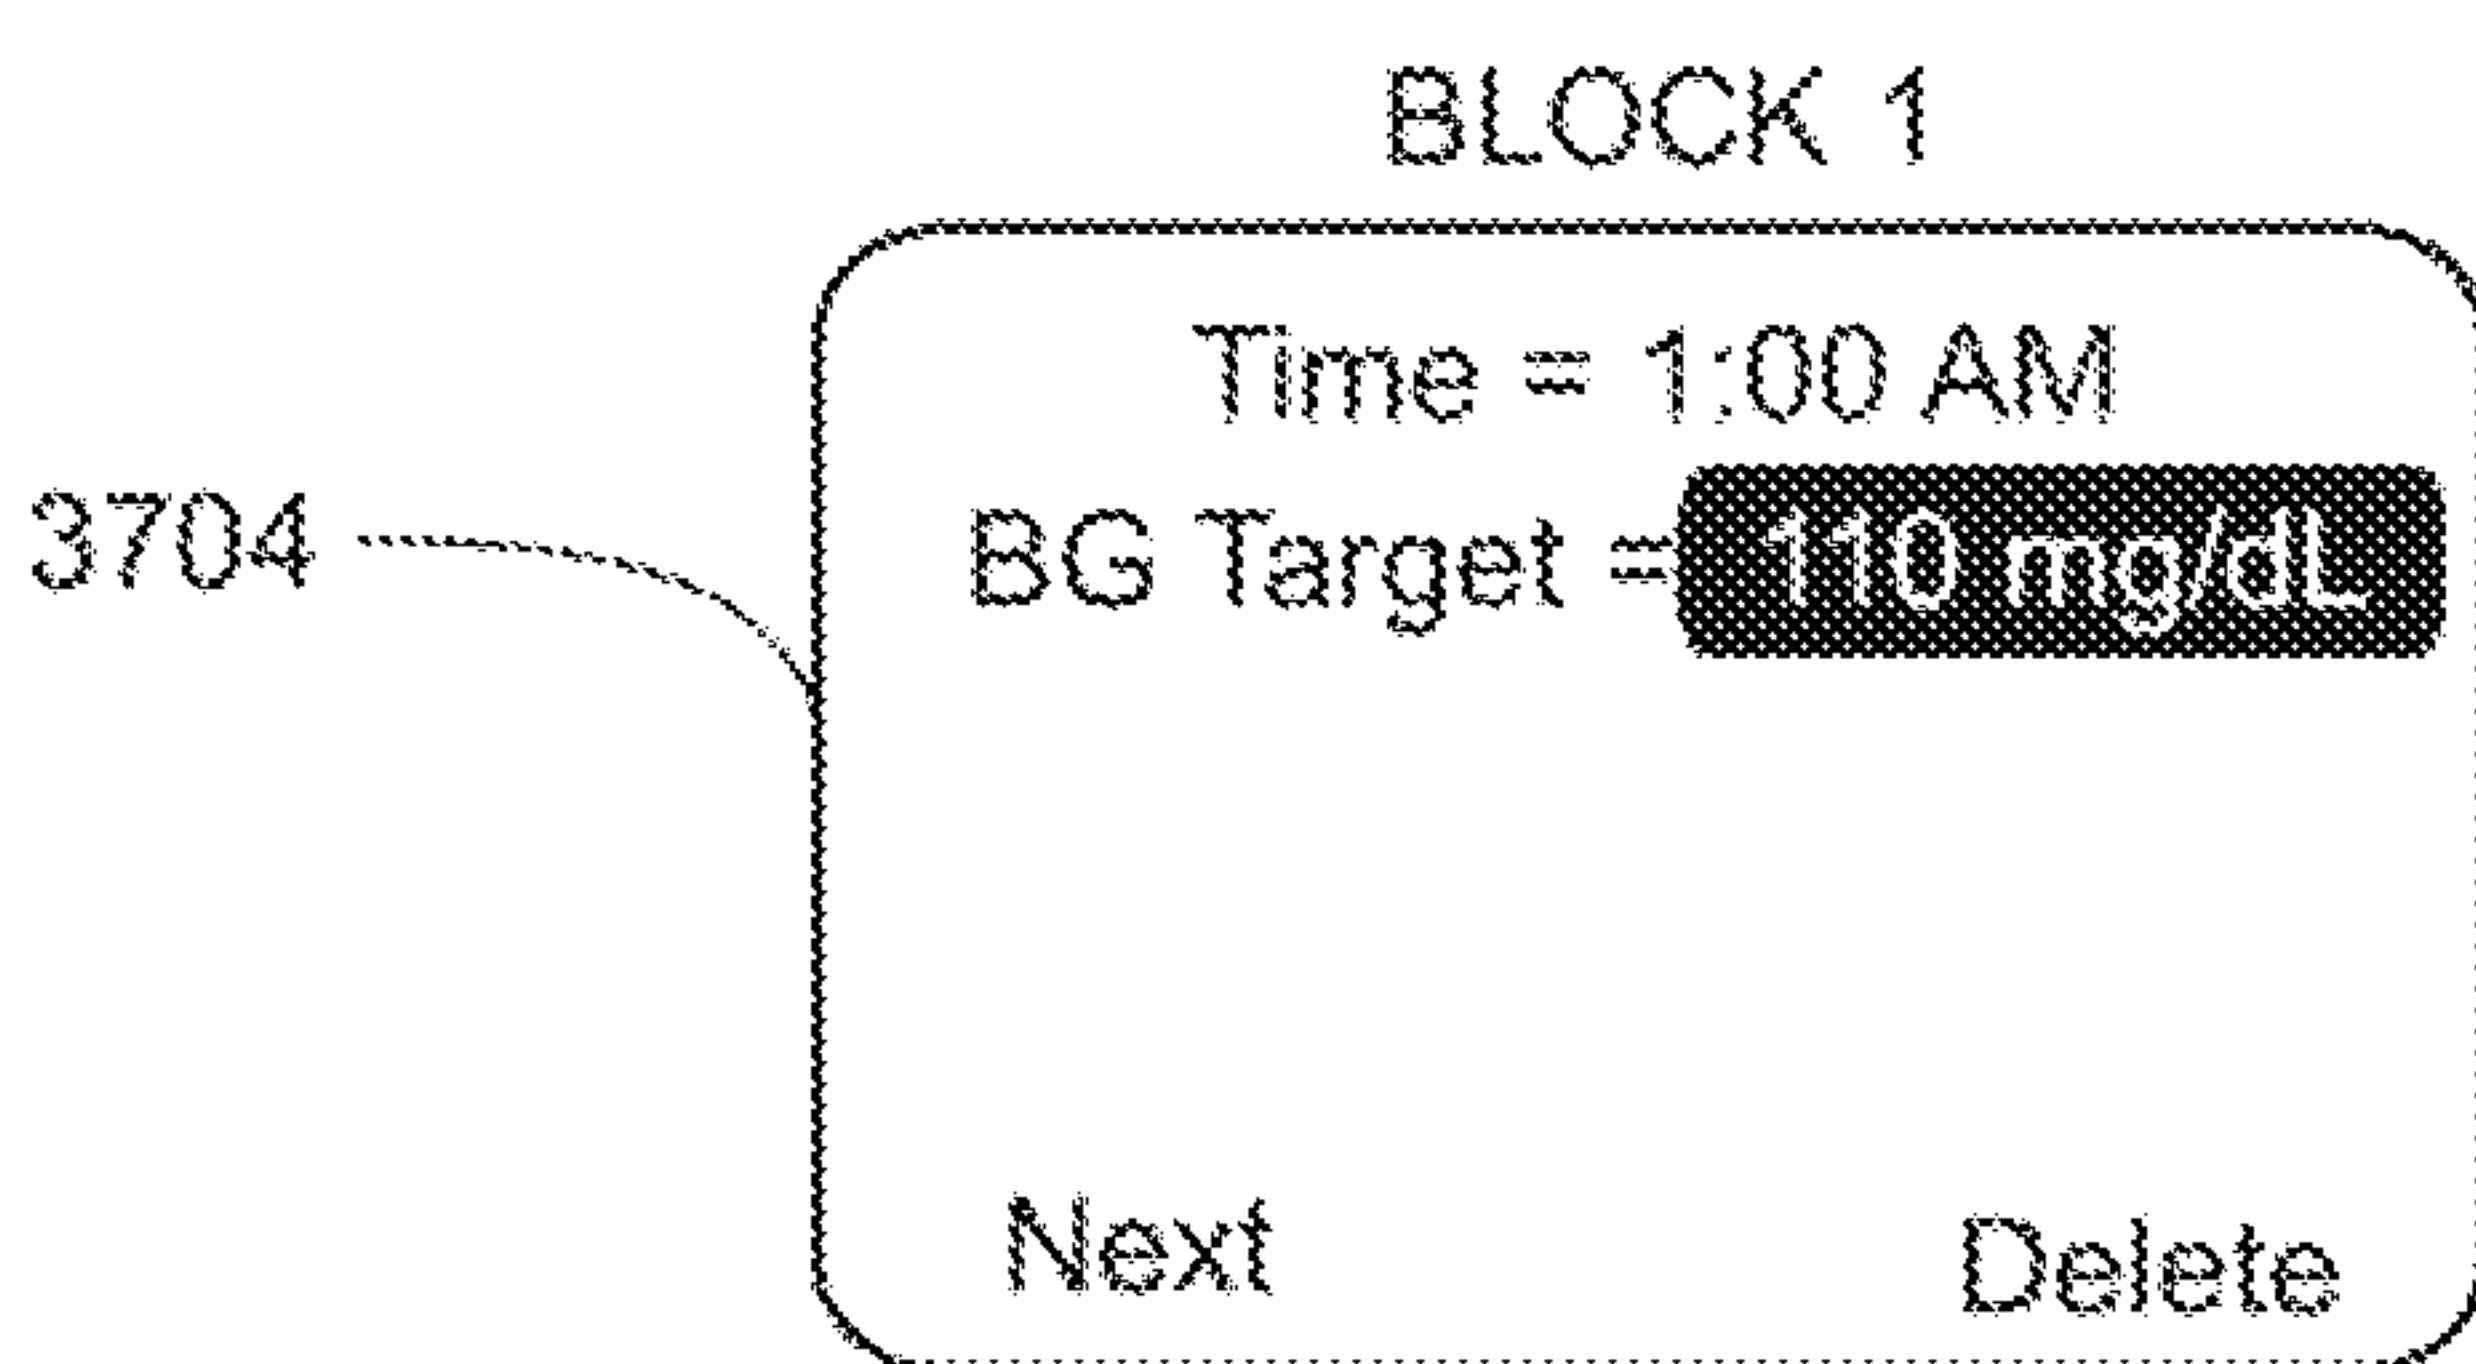 BLOCK 1
Time = 1:00 AM
3704
BG Target = 110 mg/dL
Next Delete